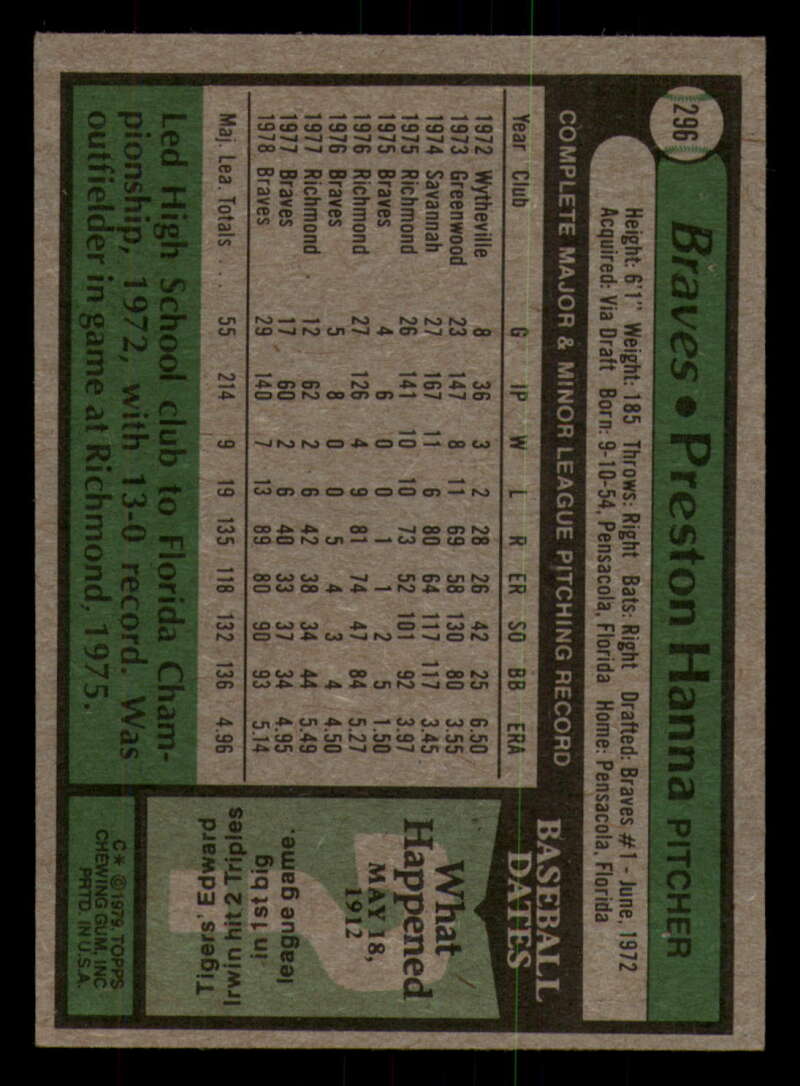 296
Braves • Preston Hanna PITCHER
Height: 6'1" Weight: 185 Throws: Right Bats: Right Drafted: Braves #1 - June, 1972
Acquired: Via Draft Born: 9-10-54, Pensacola, Florida Home: Pensacola, Florida
COMPLETE MAJOR & MINOR LEAGUE PITCHING RECORD
Year Club G IP W L R ER SO BB ERA
1972 Wytheville 8 36 3 2 28 26 42 25 6.50
1973 Greenwood 23 147 8 11 69 58 130 80 3.55
1974 Savannah 27 167 11 6 80 64 117 117 3.45
1975 Richmond 26 141 10 10 73 52 101 92 3.97
1975 Braves 4 6 0 0 1 1 2 5 1.50
1976 Richmond 27 126 4 9 81 74 47 84 5.27
1976 Braves 5 8 0 0 5 4 3 4 4.50
1977 Richmond 12 62 2 6 42 38 34 44 5.49
1977 Braves 17 60 2 6 40 33 37 34 4.95
1978 Braves 29 140 7 13 89 80 90 93 5.14
Maj. Lea. Totals . . . 55 214 9 19 135 118 132 136 4.96
Led High School club to Florida Cham-
pionship, 1972, with 13-0 record. Was
outfielder in game at Richmond, 1975.
BASEBALL
DATES
What
Happened
MAY 18,
1912
Tigers' Edward
Irwin hit 2 Triples
in 1st big
league game.
C* ©1979, TOPPS
CHEWING GUM, INC
PRTD. IN U.S.A.